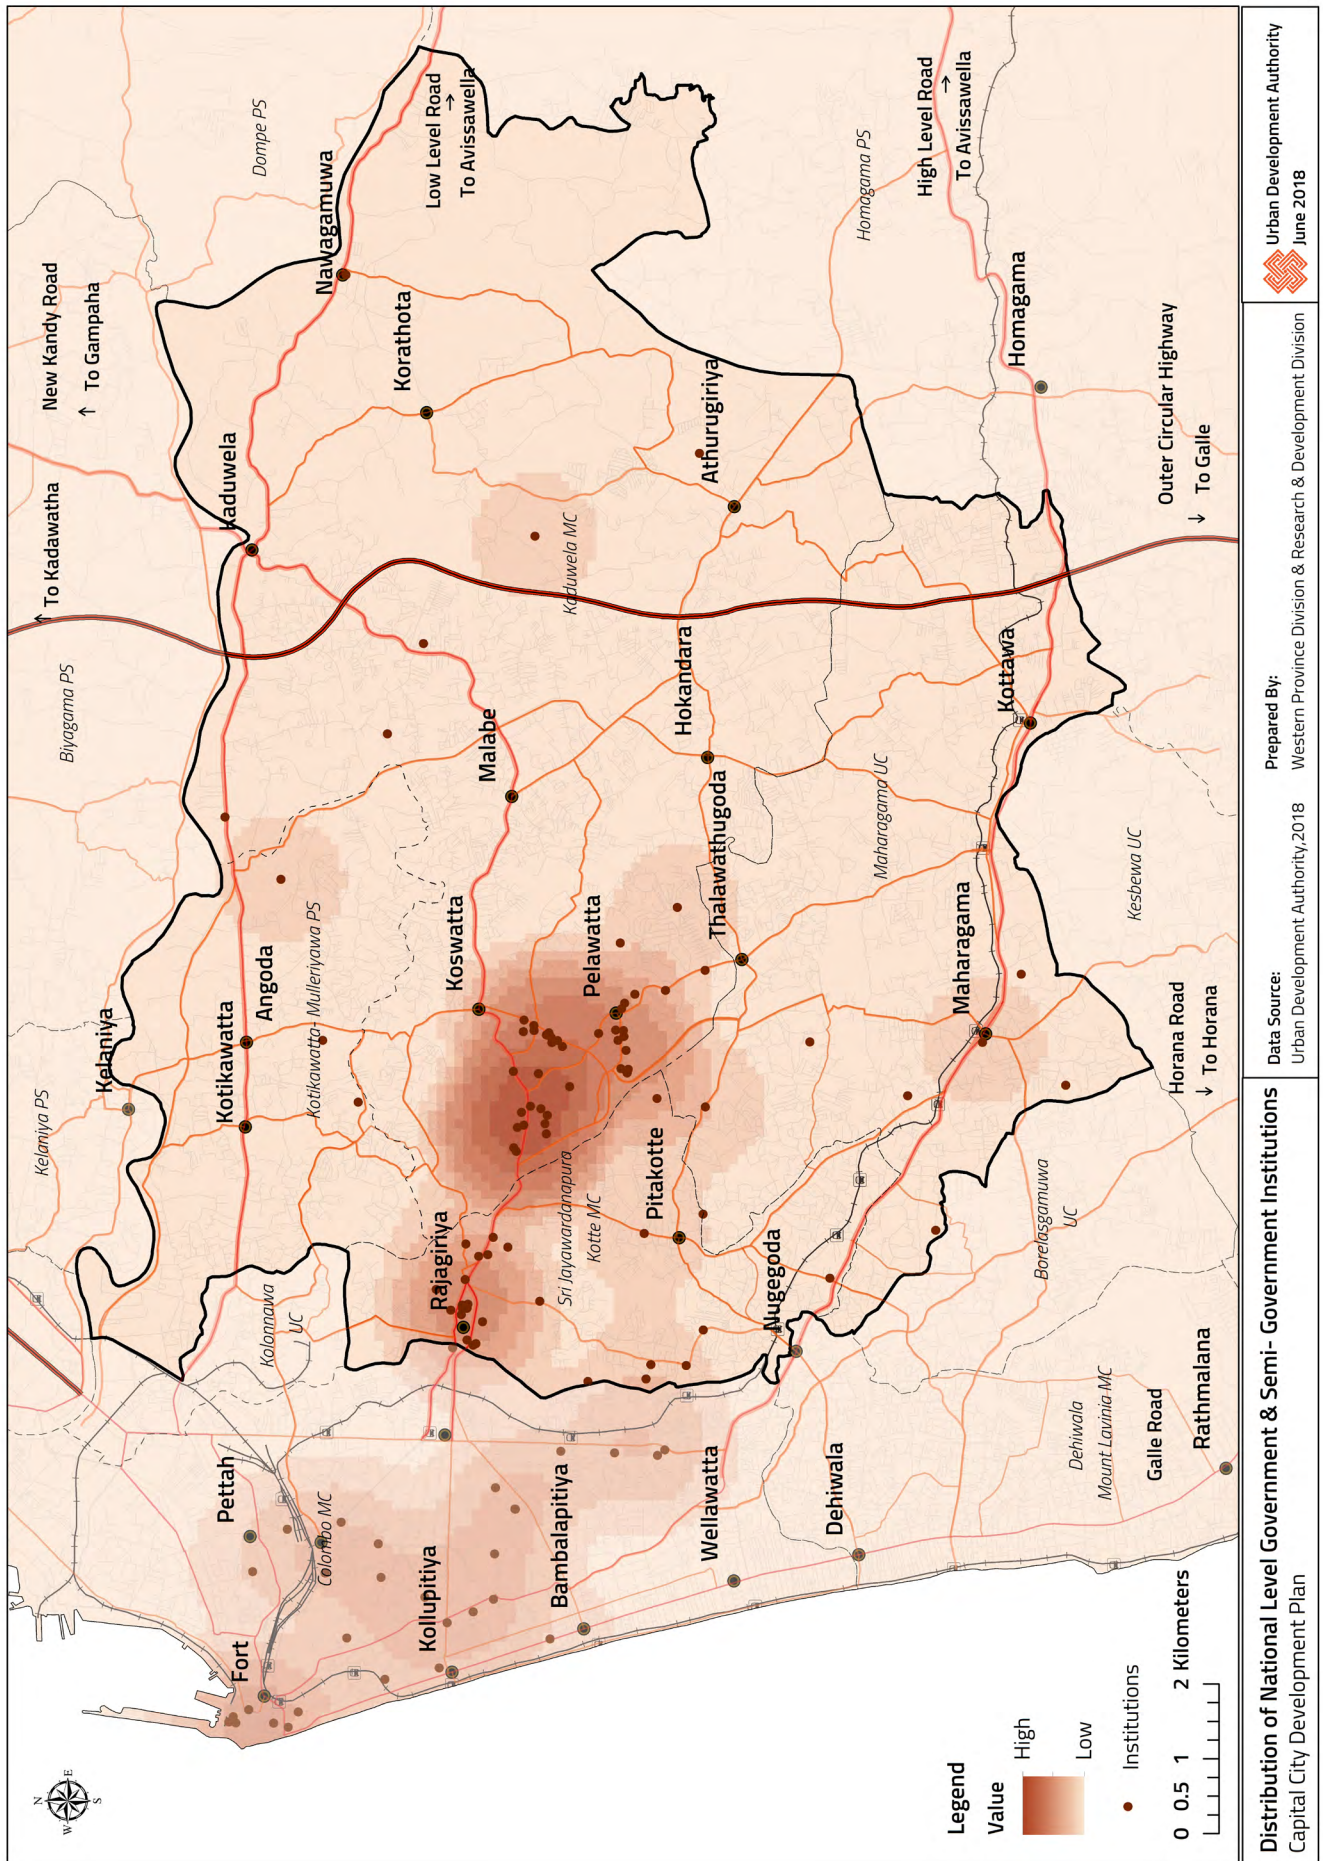 New Kandy Road
↑ To Gampaha
To Kadawatha
Dompe PS
Biyagama PS
Kelaniya PS
Nawagamuwa
Low Level Road
→
To Avissawella
Korathota
Kaduwela
Kelaniya
Kotikawatta
Angoda
Kotikawatta- Mulleriyawa PS
Kolonnawa
UC
Malabe
Koswatta
Kaduwela MC
Athurugiriya
Homagama PS
High Level Road
→
To Avissawella
Homagama
Outer Circular Highway
↓ To Galle
Hokandara
Thalawathugoda
Pelawatta
Rajagiriya
Sri Jayawardanapura
Kotte MC
Pitakotte
Nugegoda
Maharagama UC
Maharagama
Kottawa
Kesbewa UC
Horana Road
↓ To Horana
Borelasgamuwa
UC
Pettah
Colombo MC
Fort
Kollupitiya
Bambalapitiya
Wellawatta
Dehiwala
Dehiwala
Mount Lavinia MC
Galle Road
Rathmalana
N
W E
S
Legend
Value
High
Low
Institutions
0 0.5 1 2 Kilometers
Distribution of National Level Government & Semi- Government Institutions
Capital City Development Plan
Data Source:
Urban Development Authority,2018
Prepared By:
Western Province Division & Research & Development Division
Urban Development Authority
June 2018